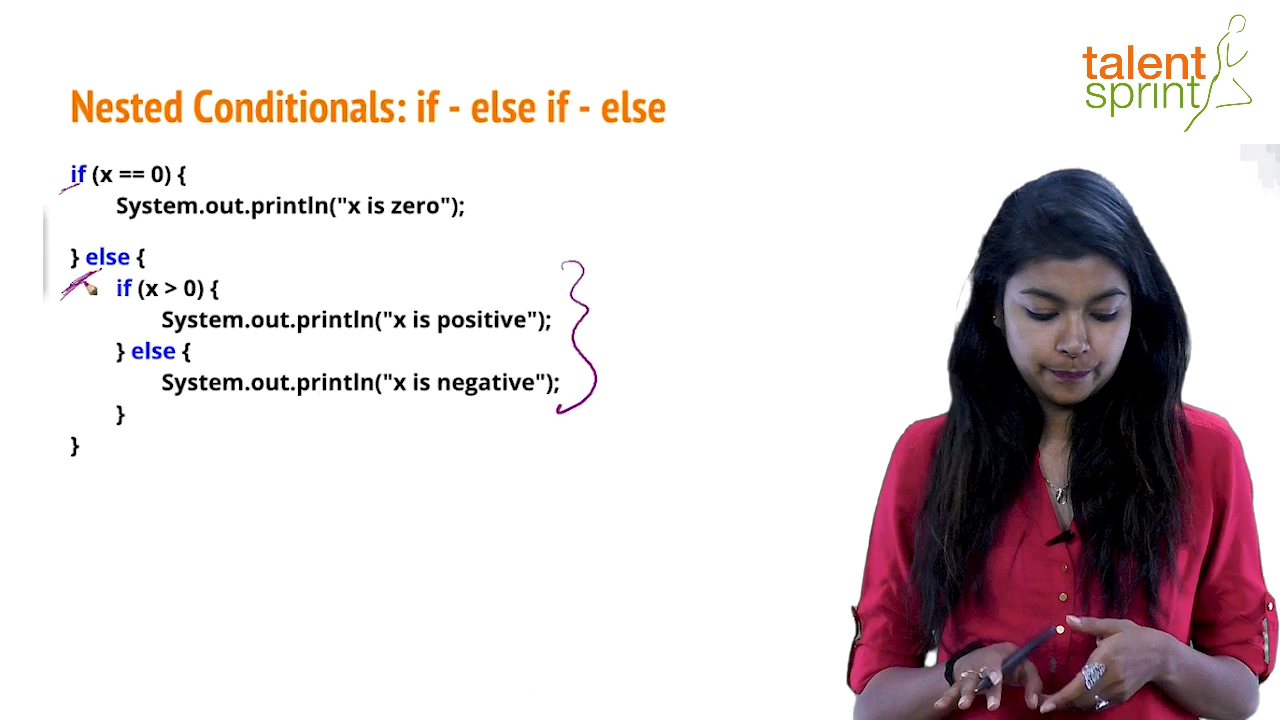 talent
sprint
Nested Conditionals: if - else if - else
if (x == 0) {
System.out.println("x is zero");
} else {
if (x > 0) {
System.out.println("x is positive");
} else {
System.out.println("x is negative");
}
}